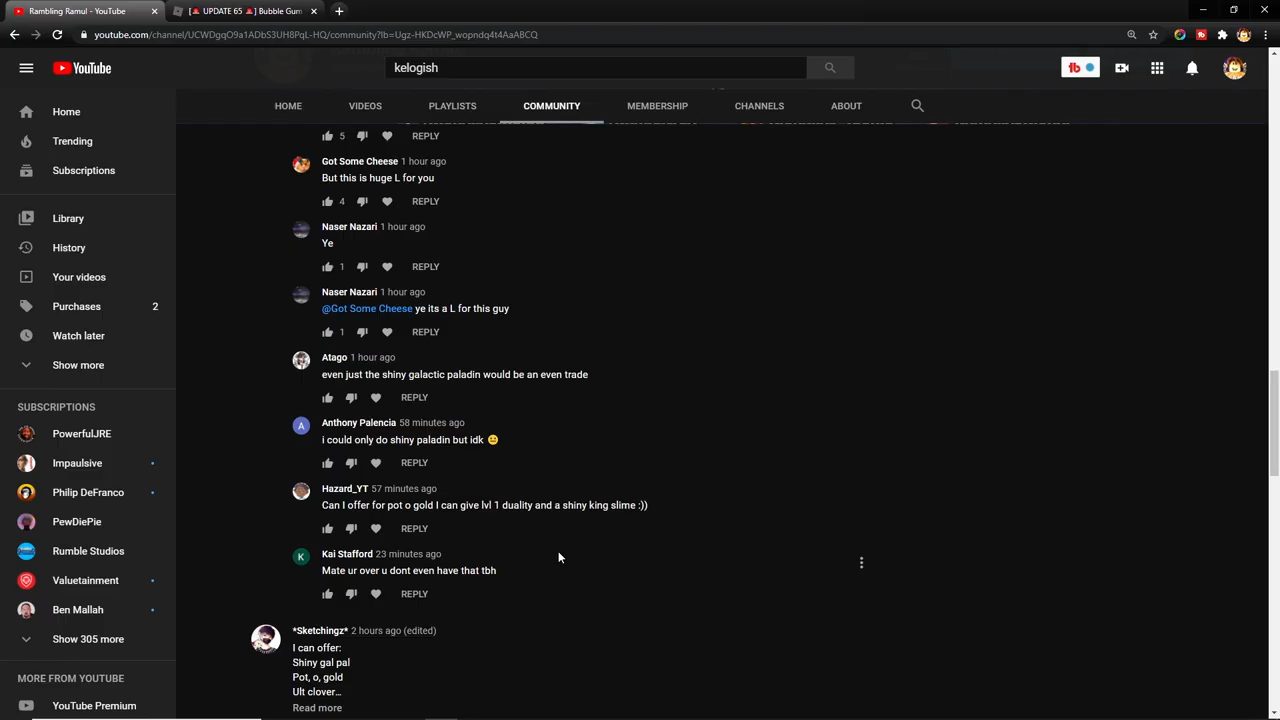 Rambling Ramul - YouTube
[🚨 UPDATE 65 🚨] Bubble Gum
youtube.com/channel/UCWDgqO9a1ADbS3UH8PqL-HQ/community?lb=Ugz-HKDcWP_wopndq4t4AaABCQ
YouTube
kelogish
tb
HOME VIDEOS PLAYLISTS COMMUNITY MEMBERSHIP CHANNELS ABOUT
Home
Trending
Subscriptions
Library
History
Your videos
Purchases 2
Watch later
Show more
SUBSCRIPTIONS
PowerfulJRE
Impaulsive
Philip DeFranco
PewDiePie
Rumble Studios
Valuetainment
Ben Mallah
Show 305 more
MORE FROM YOUTUBE
YouTube Premium
5 REPLY
Got Some Cheese 1 hour ago
But this is huge L for you
4 REPLY
Naser Nazari 1 hour ago
Ye
1 REPLY
Naser Nazari 1 hour ago
@Got Some Cheese ye its a L for this guy
1 REPLY
Atago 1 hour ago
even just the shiny galactic paladin would be an even trade
REPLY
A
Anthony Palencia 58 minutes ago
i could only do shiny paladin but idk 😐
REPLY
Hazard_YT 57 minutes ago
Can I offer for pot o gold I can give lvl 1 duality and a shiny king slime :))
REPLY
K
Kai Stafford 23 minutes ago
Mate ur over u dont even have that tbh
REPLY
*Sketchingz* 2 hours ago (edited)
I can offer:
Shiny gal pal
Pot, o, gold
Ult clover…
Read more